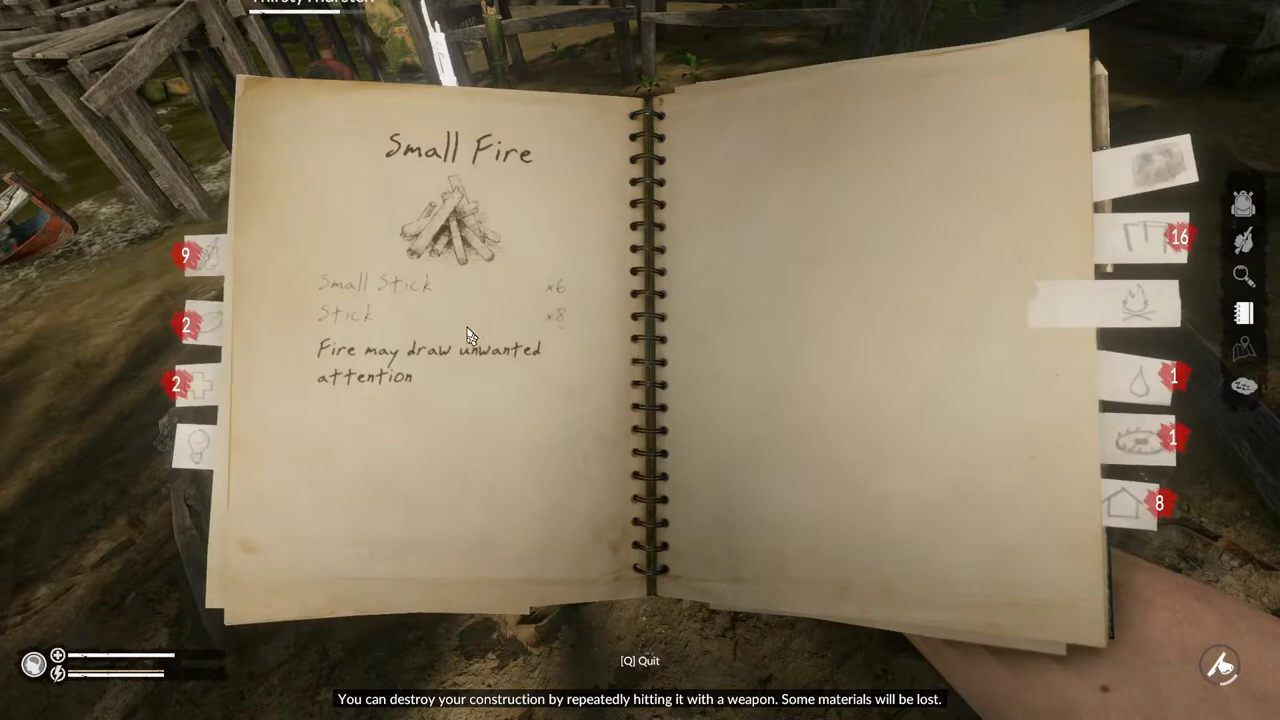 Small Fire
Small Stick x6
Stick x8
Fire may draw unwanted
attention
9
2
2
16
1
1
8
zzz
[Q] Quit
You can destroy your construction by repeatedly hitting it with a weapon. Some materials will be lost.